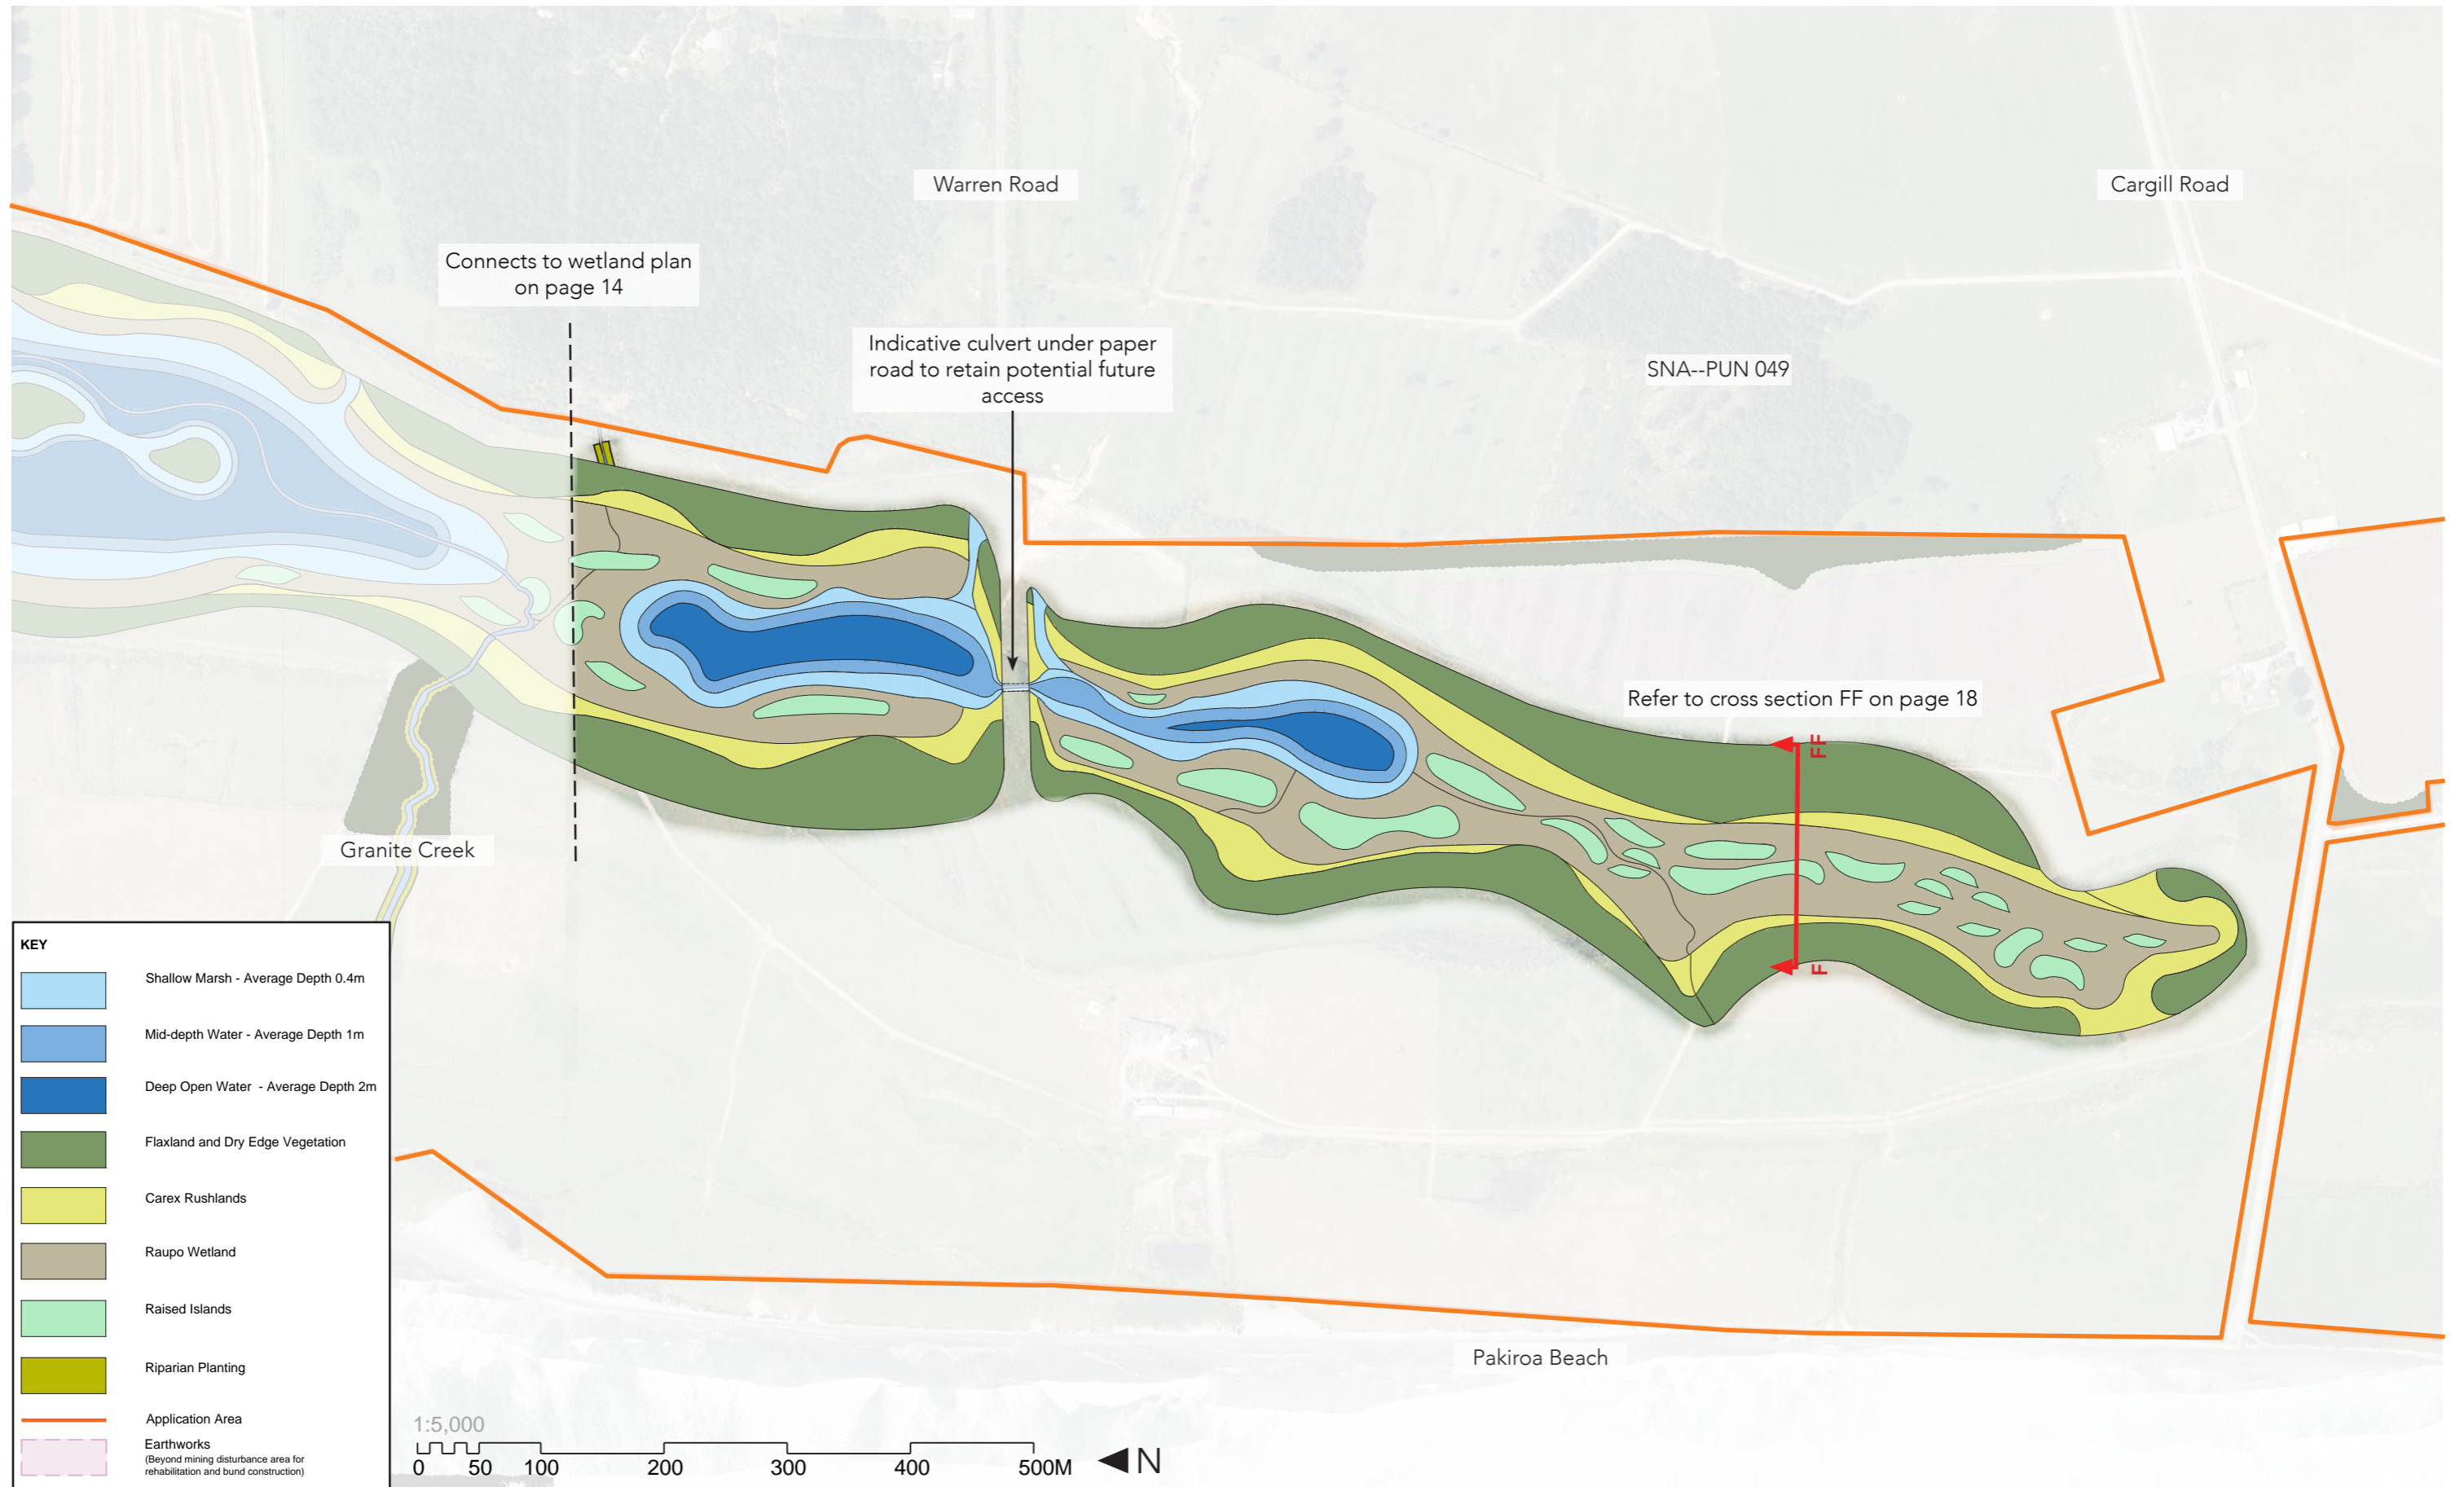 Warren Road
Cargill Road
Connects to wetland plan
on page 14
Indicative culvert under paper
road to retain potential future
access
SNA--PUN 049
Refer to cross section FF on page 18
FF
F
Granite Creek
KEY
Shallow Marsh - Average Depth 0.4m
Mid-depth Water - Average Depth 1m
Deep Open Water - Average Depth 2m
Flaxland and Dry Edge Vegetation
Carex Rushlands
Raupo Wetland
Raised Islands
Riparian Planting
Application Area
Earthworks
(Beyond mining disturbance area for
rehabilitation and bund construction)
Pakiroa Beach
1:5,000
0 50 100 200 300 400 500M
N